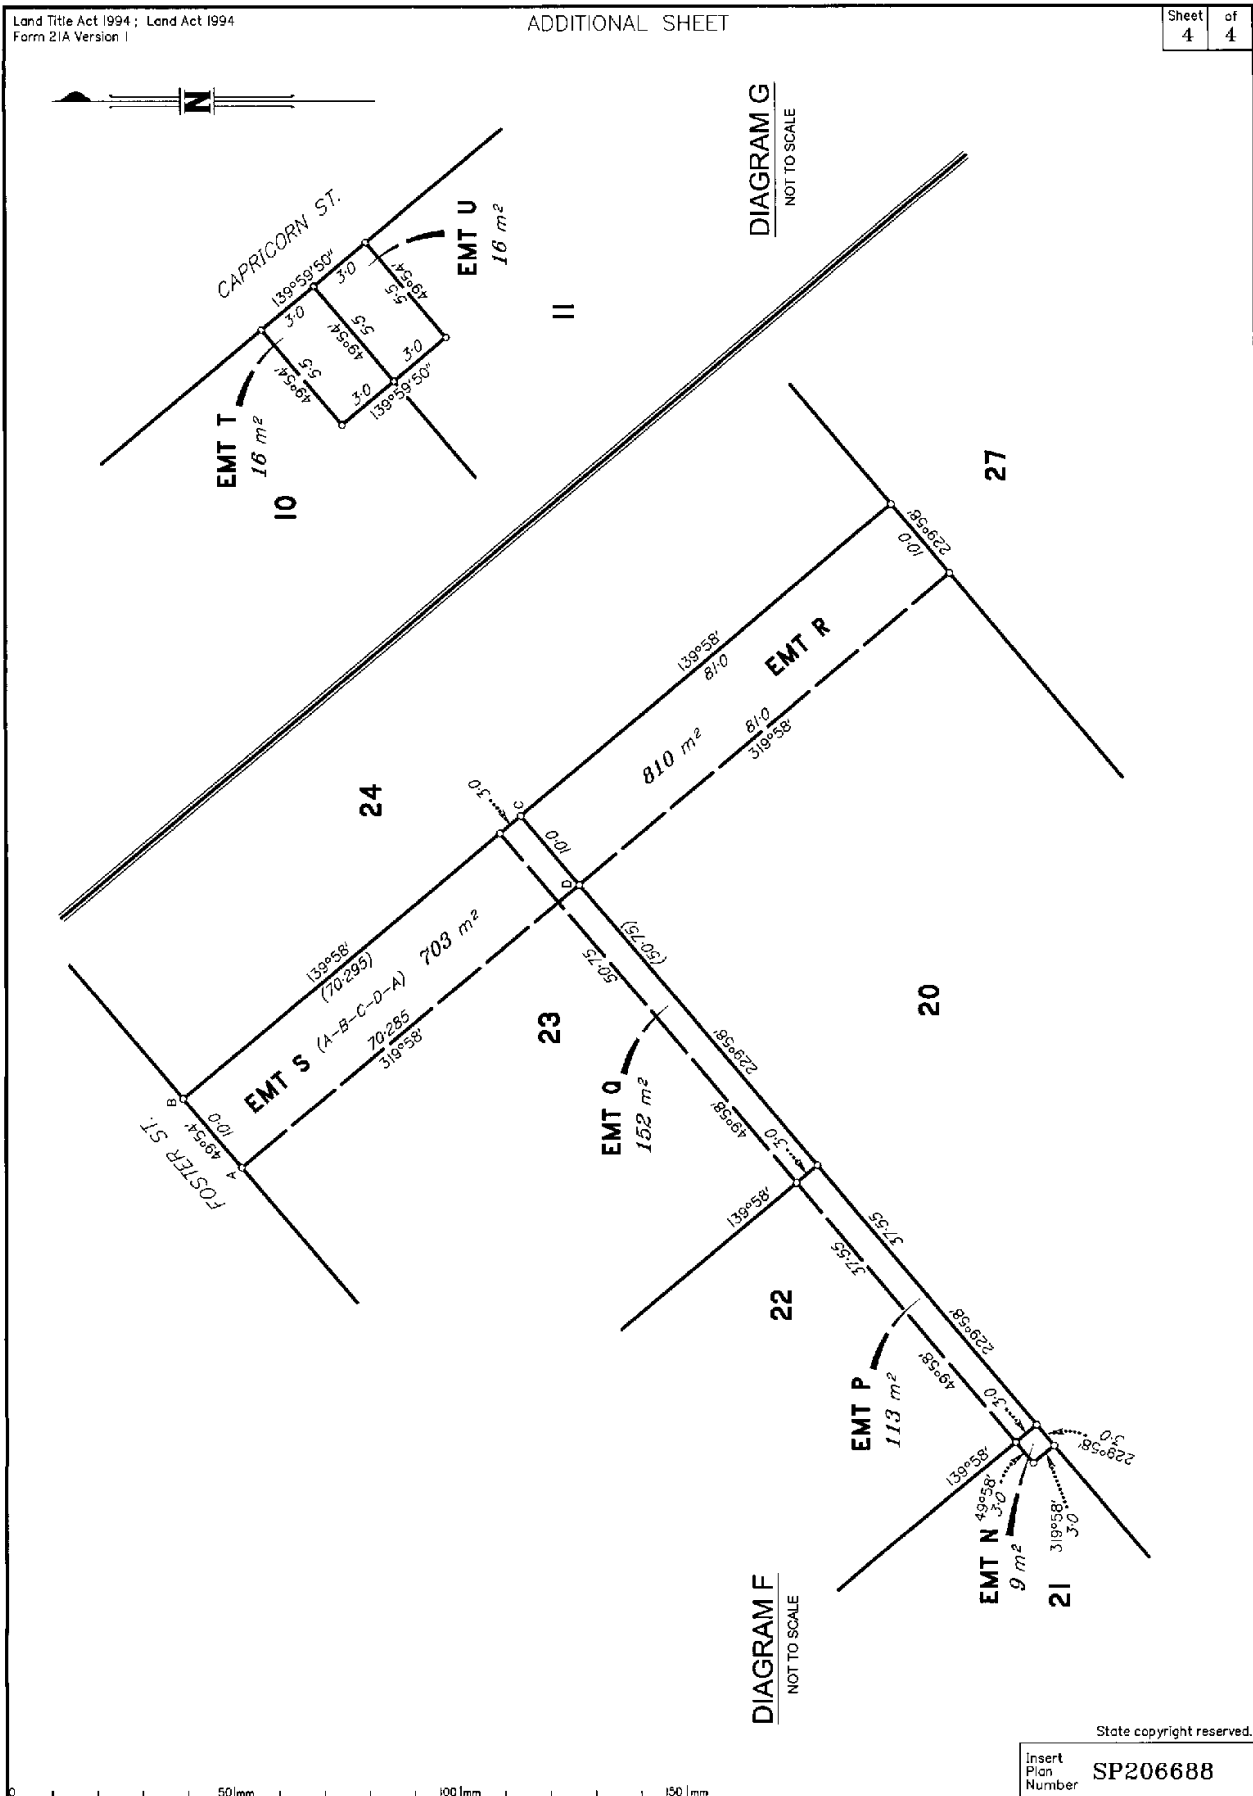 Land Title Act 1994 ; Land Act 1994
Form 21A Version 1
ADDITIONAL SHEET
Sheet 4 of 4
N
DIAGRAM G
NOT TO SCALE
CAPRICORN ST.
139°59'50"
3·0
3·0
EMT U
16 m²
49°54'
5·5
49°54'
5·5
49°54'
5·5
3·0
3·0
139°59'50"
EMT T
16 m²
10
11
27
229°58'
10·0
139°58'
81·0
EMT R
810 m²
81·0
319°58'
24
3·0
C
10·0
D
139°58'
(70·295)
EMT S (A-B-C-D-A) 703 m²
70·285
319°58'
B
FOSTER ST.
49°54'
10·0
A
23
50·75
(50·75)
20
EMT Q
152 m²
49°58'
229°58'
3·0
139°58'
22
37·55
37·55
EMT P
113 m²
49°58'
229°58'
3·0
139°58'
49°58'
3·0
229°58'
3·0
EMT N
9 m²
319°58'
3·0
21
DIAGRAM F
NOT TO SCALE
State copyright reserved.
Insert
Plan
Number
SP206688
0 50mm 100mm 150mm